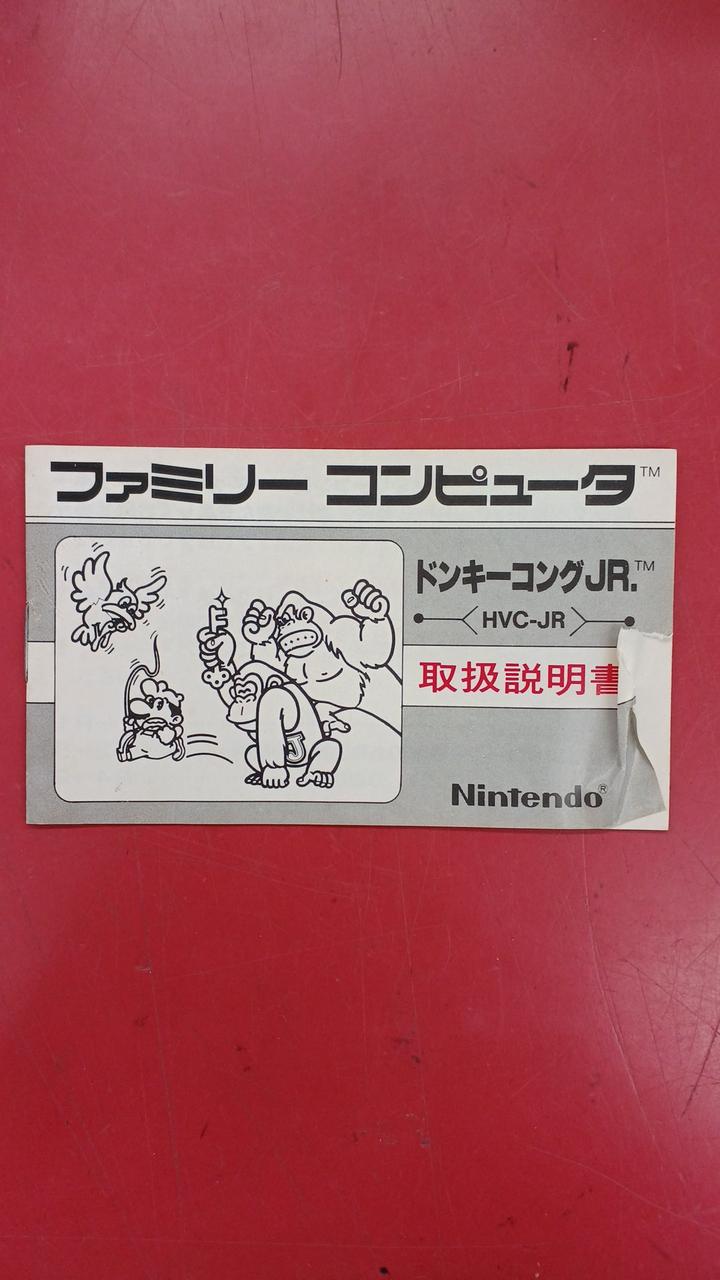 ファミリー コンピュータ™
ドンキーコングJR.™
HVC-JR
取扱説明書
J
Nintendo®